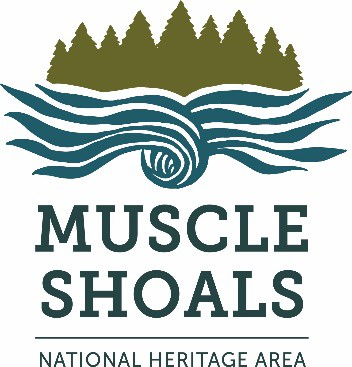 MUSCLE
SHOALS
NATIONAL HERITAGE AREA